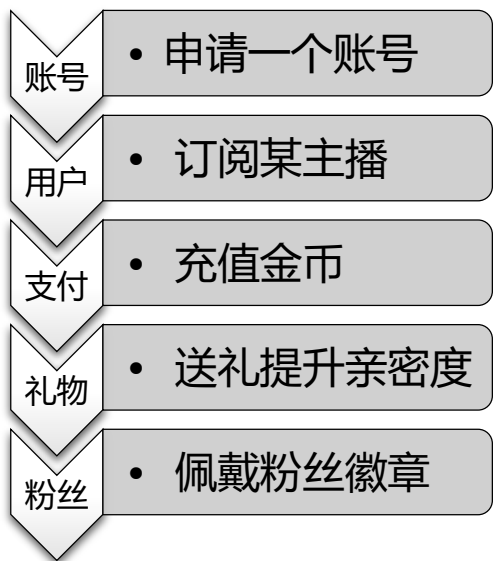 账号
• 申请一个账号
用户
• 订阅某主播
支付
• 充值金币
礼物
• 送礼提升亲密度
粉丝
• 佩戴粉丝徽章